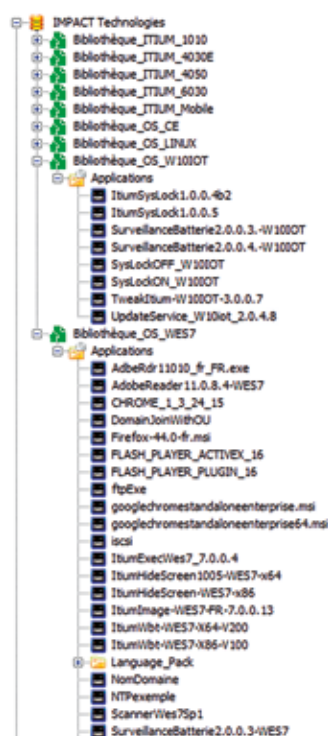 IMPACT Technologies
Bibliothèque_ITIUM_1010
Bibliothèque_ITIUM_4030E
Bibliothèque_ITIUM_4050
Bibliothèque_ITIUM_6030
Bibliothèque_ITIUM_Mobile
Bibliothèque_OS_CE
Bibliothèque_OS_LINUX
Bibliothèque_OS_W10IOT
Applications
ItiumSysLock1.0.0.4b2
ItiumSysLock1.0.0.5
SurveillanceBatterie2.0.0.3.-W10IOT
SurveillanceBatterie2.0.0.4.-W10IOT
SysLockOFF_W10IOT
SysLockON_W10IOT
TweakItium-W10IOT-3.0.0.7
UpdateService_W10iot_2.0.4.8
Bibliothèque_OS_WES7
Applications
AdbeRdr11010_fr_FR.exe
AdobeReader11.0.8.4-WES7
CHROME_1_3_24_15
DomainJoinWithOU
Firefox-44.0-fr.msi
FLASH_PLAYER_ACTIVEX_16
FLASH_PLAYER_PLUGIN_16
ftpExe
googlechromestandaloneenterprise.msi
googlechromestandaloneenterprise64.msi
iscsi
ItiumExecWes7_7.0.0.4
ItiumHideScreen1005-WES7-x64
ItiumHideScreen-WES7-x86
ItiumImage-WES7-FR-7.0.0.13
ItiumWbt-WES7-X64-V200
ItiumWbt-WES7-X86-V100
Language_Pack
NomDomaine
NTPexemple
ScannerWes7Sp1
SurveillanceBatterie2.0.0.3-WES7